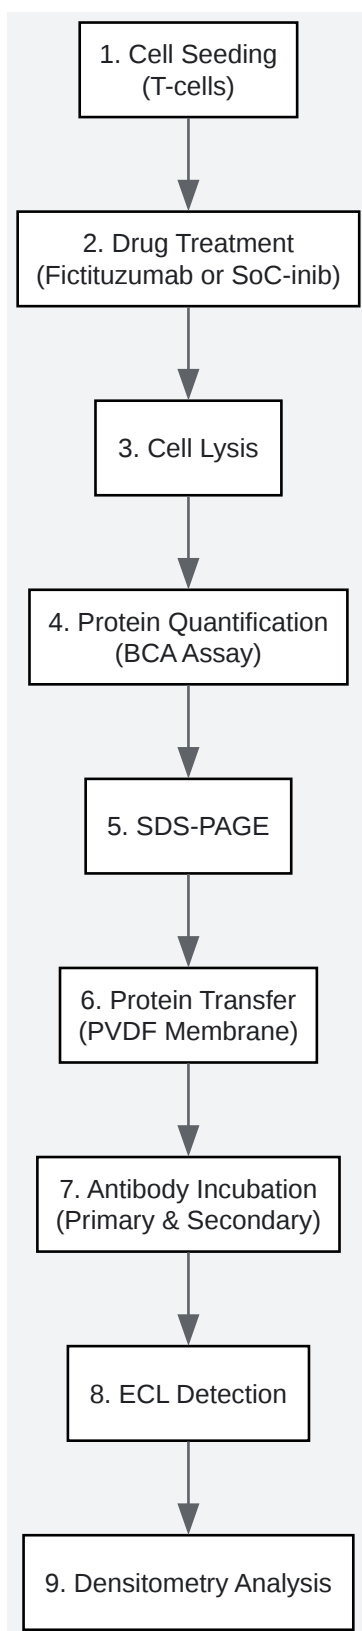 1. Cell Seeding
(T-cells)
2. Drug Treatment
(Fictituzumab or SoC-inib)
3. Cell Lysis
4. Protein Quantification
(BCA Assay)
5. SDS-PAGE
6. Protein Transfer
(PVDF Membrane)
7. Antibody Incubation
(Primary & Secondary)
8. ECL Detection
9. Densitometry Analysis